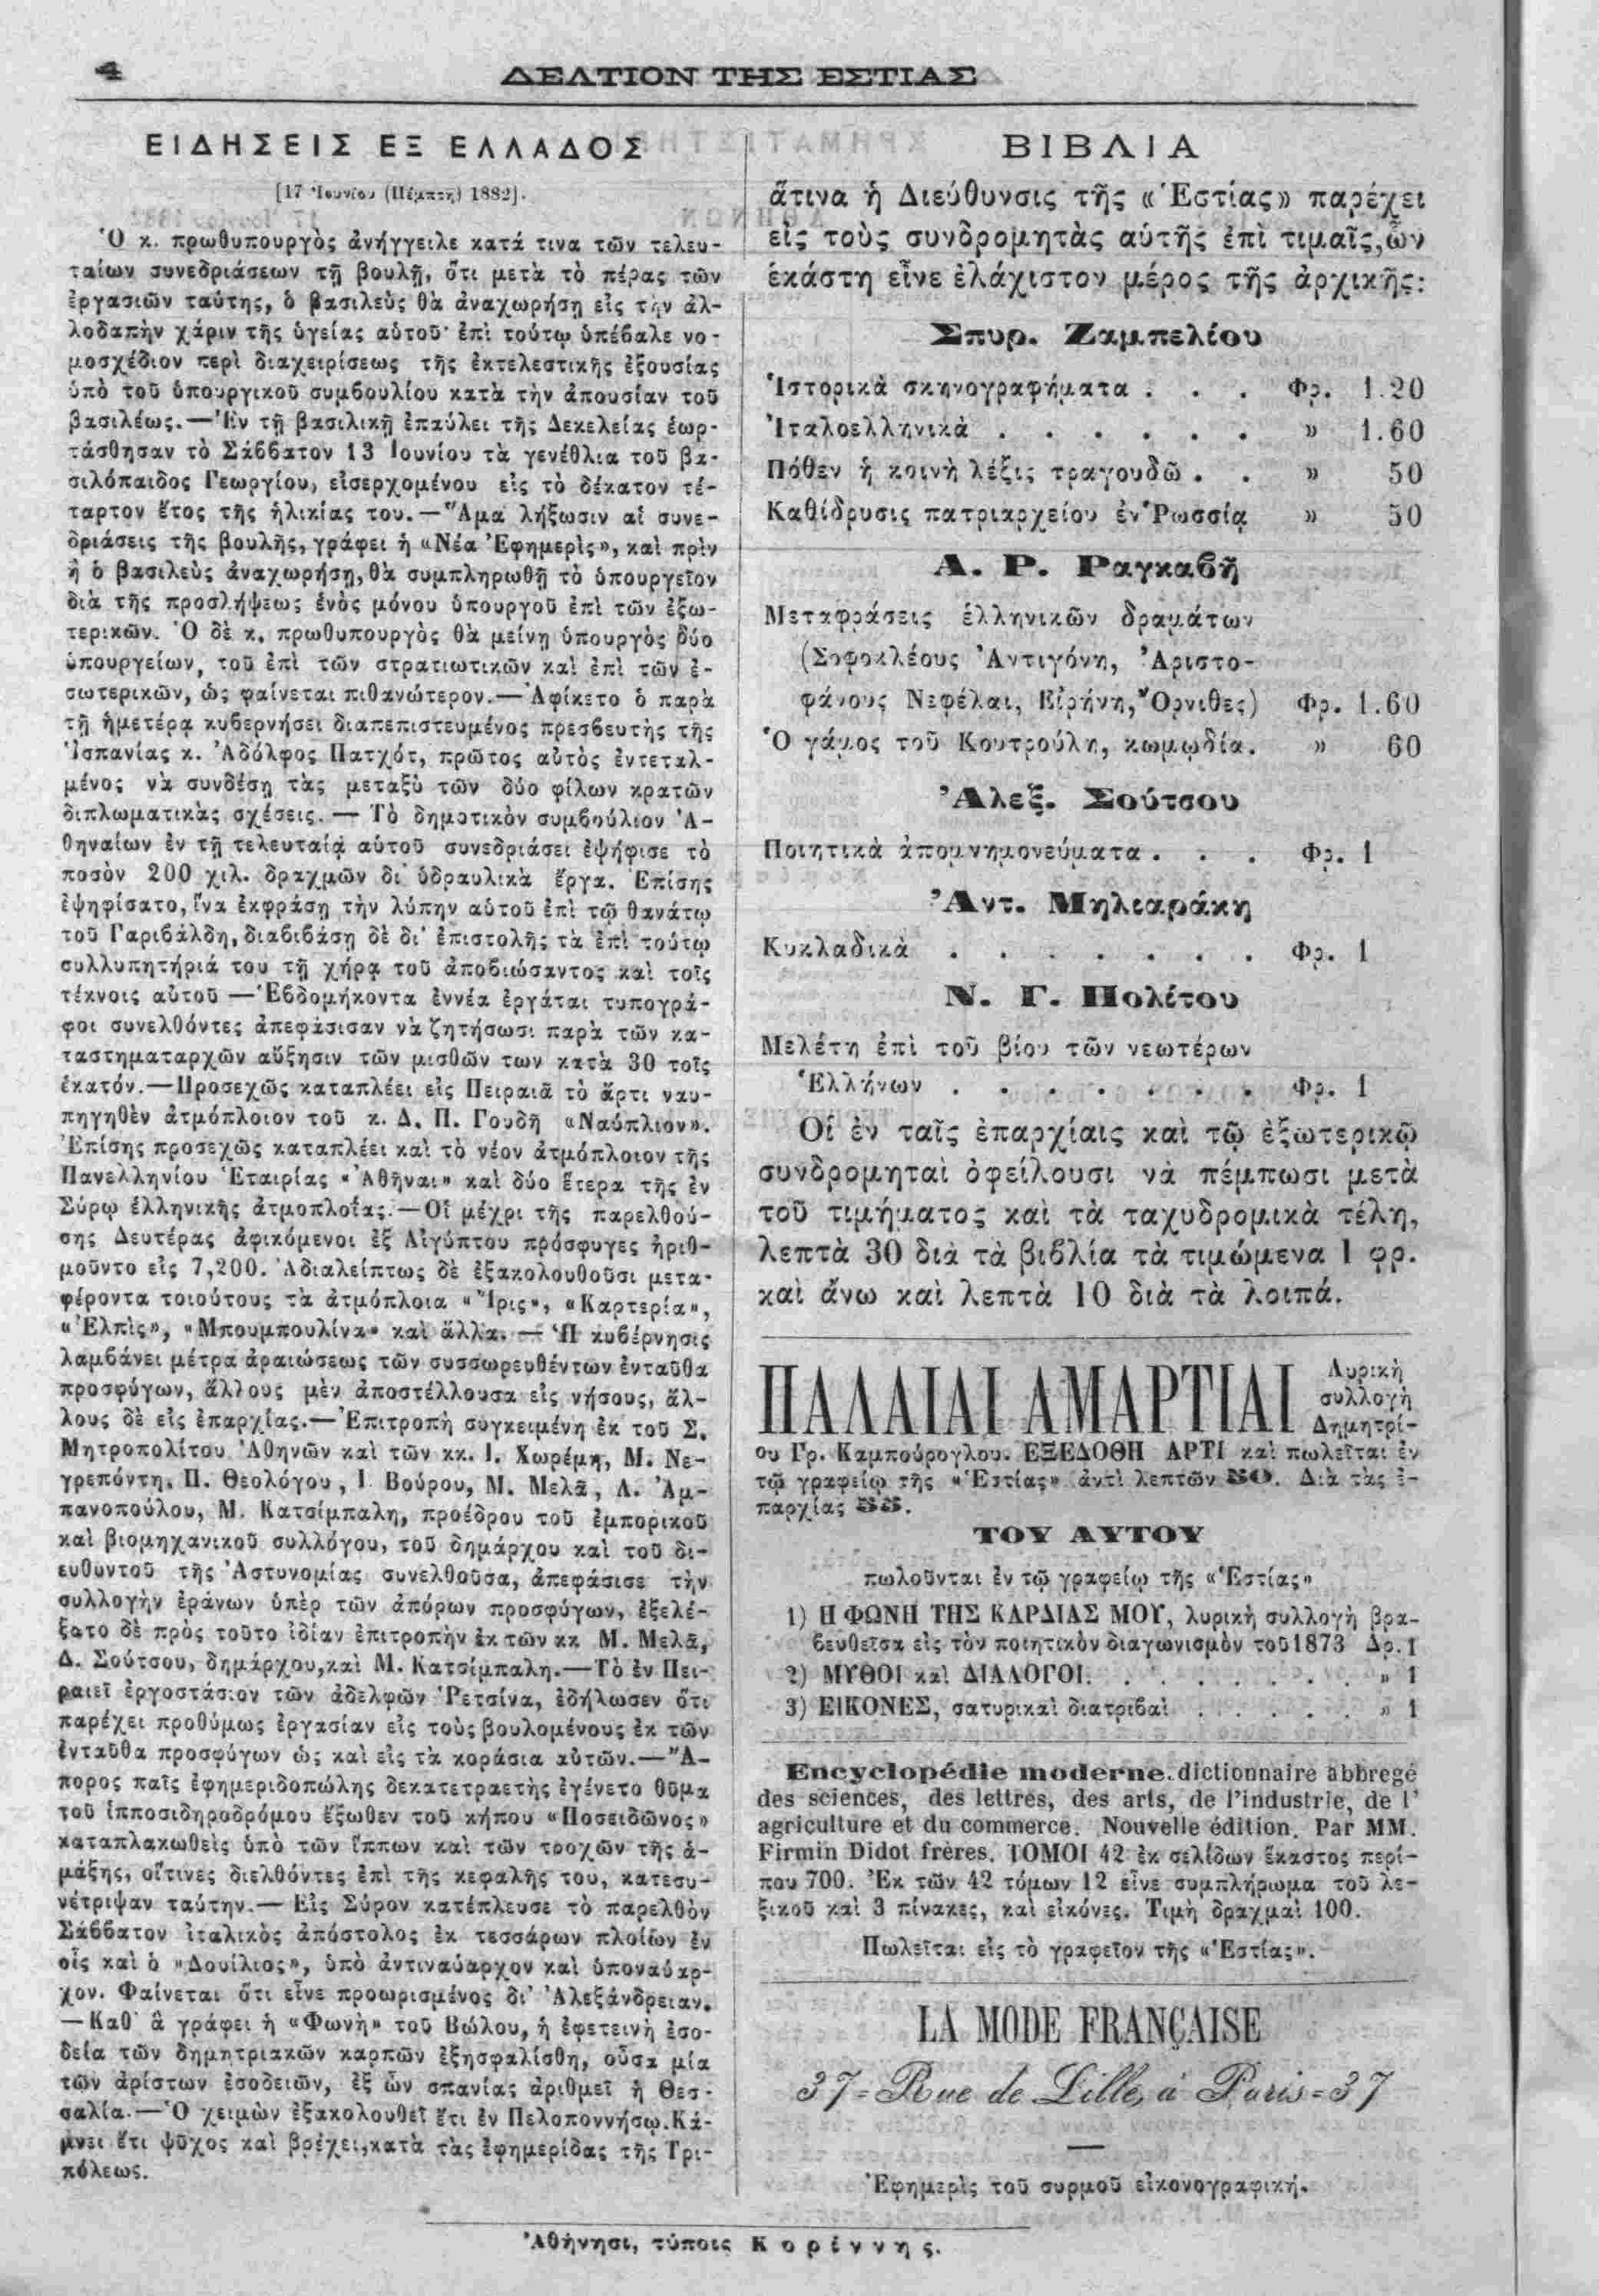 4
ΔΕΛΤΙΟΝ ΤΗΣ ΕΣΤΙΑΣ
ΕΙΔΗΣΕΙΣ ΕΞ ΕΛΛΑΔΟΣ
[17 Ἰουνίου (Πέμπτη) 1882].
Ὁ κ. πρωθυπουργὸς ἀνήγγειλε κατά τινα τῶν τελευ-
ταίων συνεδριάσεων τῇ βουλῇ, ὅτι μετὰ τὸ πέρας τῶν
ἐργασιῶν ταύτης, ὁ βασιλεὺς θὰ ἀναχωρήσῃ εἰς τὴν ἀλ-
λοδαπὴν χάριν τῆς ὑγείας αὑτοῦ· ἐπὶ τούτῳ ὑπέβαλε νο-
μοσχέδιον περὶ διαχειρίσεως τῆς ἐκτελεστικῆς ἐξουσίας
ὑπὸ τοῦ ὑπουργικοῦ συμβουλίου κατὰ τὴν ἀπουσίαν τοῦ
βασιλέως.—Ἐν τῇ βασιλικῇ ἐπαύλει τῆς Δεκελείας ἑωρ-
τάσθησαν τὸ Σάββατον 13 Ιουνίου τὰ γενέθλια τοῦ βα-
σιλόπαιδος Γεωργίου, εἰσερχομένου εἰς τὸ δέκατον τέ-
ταρτον ἔτος τῆς ἡλικίας του.—Ἅμα λήξωσιν αἱ συνε-
δριάσεις τῆς βουλῆς, γράφει ἡ «Νέα Ἐφημερὶς», καὶ πρὶν
ἢ ὁ βασιλεὺς ἀναχωρήσῃ, θὰ συμπληρωθῇ τὸ ὑπουργεῖον
διὰ τῆς προσλήψεως ἑνὸς μόνου ὑπουργοῦ ἐπὶ τῶν ἐξω-
τερικῶν. Ὁ δὲ κ. πρωθυπουργὸς θὰ μείνῃ ὑπουργὸς δύο
ὑπουργείων, τοῦ ἐπὶ τῶν στρατιωτικῶν καὶ ἐπὶ τῶν ἐ-
σωτερικῶν, ὡς φαίνεται πιθανώτερον.—Ἀφίκετο ὁ παρὰ
τῇ ἡμετέρᾳ κυβερνήσει διαπεπιστευμένος πρεσβευτὴς τῆς
Ἱσπανίας κ. Ἀδόλφος Πατχότ, πρῶτος αὐτὸς ἐντεταλ-
μένος νὰ συνδέσῃ τὰς μεταξὺ τῶν δύο φίλων κρατῶν
διπλωματικὰς σχέσεις. — Τὸ δημοτικὸν συμβούλιον Ἀ-
θηναίων ἐν τῇ τελευταίᾳ αὑτοῦ συνεδριάσει ἐψήφισε τὸ
ποσὸν 200 χιλ. δραχμῶν δι' ὑδραυλικὰ ἔργα. Ἐπίσης
ἐψηφίσατο, ἵνα ἐκφράσῃ τὴν λύπην αὑτοῦ ἐπὶ τῷ θανάτῳ
τοῦ Γαριβάλδη, διαβιβάσῃ δὲ δι' ἐπιστολῆς τὰ ἐπὶ τούτῳ
συλλυπητήριά του τῇ χήρᾳ τοῦ ἀποβιώσαντος καὶ τοῖς
τέκνοις αὐτοῦ —Ἑβδομήκοντα ἐννέα ἐργάται τυπογρά-
φοι συνελθόντες ἀπεφάσισαν νὰ ζητήσωσι παρὰ τῶν κα-
ταστηματαρχῶν αὔξησιν τῶν μισθῶν των κατὰ 30 τοῖς
ἑκατόν.—Προσεχῶς καταπλέει εἰς Πειραιᾶ τὸ ἄρτι ναυ-
πηγηθὲν ἀτμόπλοιον τοῦ κ. Δ. Π. Γουδῆ «Ναύπλιον».
Ἐπίσης προσεχῶς καταπλέει καὶ τὸ νέον ἀτμόπλοιον τῆς
Πανελληνίου Ἑταιρίας «Ἀθῆναι» καὶ δύο ἕτερα τῆς ἐν
Σύρῳ ἑλληνικῆς ἀτμοπλοΐας.—Οἱ μέχρι τῆς παρελθού-
σης Δευτέρας ἀφικόμενοι ἐξ Αἰγύπτου πρόσφυγες ἠριθ-
μοῦντο εἰς 7,200. Ἀδιαλείπτως δὲ ἐξακολουθοῦσι μετα-
φέροντα τοιούτους τὰ ἀτμόπλοια «Ἶρις», «Καρτερία»,
«Ἐλπὶς», «Μπουμπουλίνα» καὶ ἄλλα. — Ἡ κυβέρνησις
λαμβάνει μέτρα ἀραιώσεως τῶν συσσωρευθέντων ἐνταῦθα
προσφύγων, ἄλλους μὲν ἀποστέλλουσα εἰς νήσους, ἄλ-
λους δὲ εἰς ἐπαρχίας.—Ἐπιτροπὴ συγκειμένη ἐκ τοῦ Σ.
Μητροπολίτου Ἀθηνῶν καὶ τῶν κκ. Ι. Χωρέμη, Μ. Νε-
γρεπόντη, Π. Θεολόγου, Ι Βούρου, Μ. Μελᾶ, Λ. Ἀμ-
πανοπούλου, Μ. Κατσίμπαλη, προέδρου τοῦ ἐμπορικοῦ
καὶ βιομηχανικοῦ συλλόγου, τοῦ δημάρχου καὶ τοῦ δι-
ευθυντοῦ τῆς Ἀστυνομίας συνελθοῦσα, ἀπεφάσισε τὴν
συλλογὴν ἐράνων ὑπὲρ τῶν ἀπόρων προσφύγων, ἐξελέ-
ξατο δὲ πρὸς τοῦτο ἰδίαν ἐπιτροπὴν ἐκ τῶν κκ Μ. Μελᾶ,
Δ. Σούτσου, δημάρχου, καὶ Μ. Κατσίμπαλη.—Τὸ ἐν Πει-
ραιεῖ ἐργοστάσιον τῶν ἀδελφῶν Ῥετσίνα, ἐδήλωσεν ὅτι
παρέχει προθύμως ἐργασίαν εἰς τοὺς βουλομένους ἐκ τῶν
ἐνταῦθα προσφύγων ὡς καὶ εἰς τὰ κοράσια αὐτῶν.—Ἄ-
πορος παῖς ἐφημεριδοπώλης δεκατετραετὴς ἐγένετο θῦμα
τοῦ ἱπποσιδηροδρόμου ἔξωθεν τοῦ κήπου «Ποσειδῶνος»
καταπλακωθεὶς ὑπὸ τῶν ἵππων καὶ τῶν τροχῶν τῆς ἁ-
μάξης, οἵτινες διελθόντες ἐπὶ τῆς κεφαλῆς του, κατεσυ-
νέτριψαν ταύτην.— Εἰς Σύρον κατέπλευσε τὸ παρελθὸν
Σάββατον ἰταλικὸς ἀπόστολος ἐκ τεσσάρων πλοίων ἐν
οἷς καὶ ὁ «Δουίλιος», ὑπὸ ἀντιναύαρχον καὶ ὑποναύαρ-
χον. Φαίνεται ὅτι εἶνε προωρισμένος δι' Ἀλεξάνδρειαν.
—Καθ' ἃ γράφει ἡ «Φωνὴ» τοῦ Βώλου, ἡ ἐφετεινὴ ἐσο-
δεία τῶν δημητριακῶν καρπῶν ἐξησφαλίσθη, οὖσα μία
τῶν ἀρίστων ἐσοδειῶν, ἐξ ὧν σπανίας ἀριθμεῖ ἡ Θεσ-
σαλία.—Ὁ χειμὼν ἐξακολουθεῖ ἔτι ἐν Πελοποννήσῳ. Κά-
μνει ἔτι ψῦχος καὶ βρέχει, κατὰ τὰς ἐφημερίδας τῆς Τρι-
πόλεως.
ΒΙΒΛΙΑ
ἅτινα ἡ Διεύθυνσις τῆς «Ἑστίας» παρέχει
εἰς τοὺς συνδρομητὰς αὑτῆς ἐπὶ τιμαῖς, ὧν
ἑκάστη εἶνε ἐλάχιστον μέρος τῆς ἀρχικῆς:
Σπυρ. Ζαμπελίου
Ἱστορικὰ σκηνογραφήματα . . . Φρ. 1.20
Ἰταλοελληνικὰ . . . . . . » 1.60
Πόθεν ἡ κοινὴ λέξις τραγουδῶ . . » 50
Καθίδρυσις πατριαρχείου ἐν Ῥωσσίᾳ » 50
Α. Ρ. Ραγκαβῆ
Μεταφράσεις ἑλληνικῶν δραμάτων
(Σοφοκλέους Ἀντιγόνη, Ἀριστο-
φάνους Νεφέλαι, Εἰρήνη, Ὄρνιθες) Φρ. 1.60
Ὁ γάμος τοῦ Κουτρούλη, κωμῳδία. » 60
Ἀλεξ. Σούτσου
Ποιητικὰ ἀπομνημονεύματα . . . Φρ. 1
Ἀντ. Μηλιαράκη
Κυκλαδικὰ . . . . . . . Φρ. 1
Ν. Γ. Πολίτου
Μελέτη ἐπὶ τοῦ βίου τῶν νεωτέρων
Ἑλλήνων . . . . . . . Φρ. 1
Οἱ ἐν ταῖς ἐπαρχίαις καὶ τῷ ἐξωτερικῷ
συνδρομηταὶ ὀφείλουσι νὰ πέμπωσι μετὰ
τοῦ τιμήματος καὶ τὰ ταχυδρομικὰ τέλη,
λεπτὰ 30 διὰ τὰ βιβλία τὰ τιμώμενα 1 φρ.
καὶ ἄνω καὶ λεπτὰ 10 διὰ τὰ λοιπά.
ΠΑΛΑΙΑΙ ΑΜΑΡΤΙΑΙ Λυρικὴ
συλλογὴ
Δημητρί-
ου Γρ. Καμπούρογλου. ΕΞΕΔΟΘΗ ΑΡΤΙ καὶ πωλεῖται ἐν
τῷ γραφείῳ τῆς «Ἑστίας» ἀντὶ λεπτῶν 50. Διὰ τὰς ἐ-
παρχίας 55.
ΤΟΥ ΑΥΤΟΥ
πωλοῦνται ἐν τῷ γραφείῳ τῆς «Ἑστίας»
1) Η ΦΩΝΗ ΤΗΣ ΚΑΡΔΙΑΣ ΜΟΥ, λυρικὴ συλλογὴ βρα-
βευθεῖσα εἰς τὸν ποιητικὸν διαγωνισμὸν τοῦ 1873 Δρ. 1
2) ΜΥΘΟΙ καὶ ΔΙΑΛΟΓΟΙ. . . . . . . . » 1
3) ΕΙΚΟΝΕΣ, σατυρικαὶ διατριβαὶ . . . . . . » 1
Encyclopédie moderne. dictionnaire abbregé
des sciences, des lettres, des arts, de l'industrie, de l'
agriculture et du commerce. Nouvelle édition. Par MM.
Firmin Didot frères. ΤΟΜΟΙ 42 ἐκ σελίδων ἕκαστος περί-
που 700. Ἐκ τῶν 42 τόμων 12 εἶνε συμπλήρωμα τοῦ λε-
ξικοῦ καὶ 3 πίνακες, καὶ εἰκόνες. Τιμὴ δραχμαὶ 100.
Πωλεῖται εἰς τὸ γραφεῖον τῆς «Ἑστίας».
LA MODE FRANÇAISE
37=Rue de Lille, à Paris=37
Ἐφημερὶς τοῦ συρμοῦ εἰκονογραφική.
Ἀθήνησι, τύποις Κορίννης.